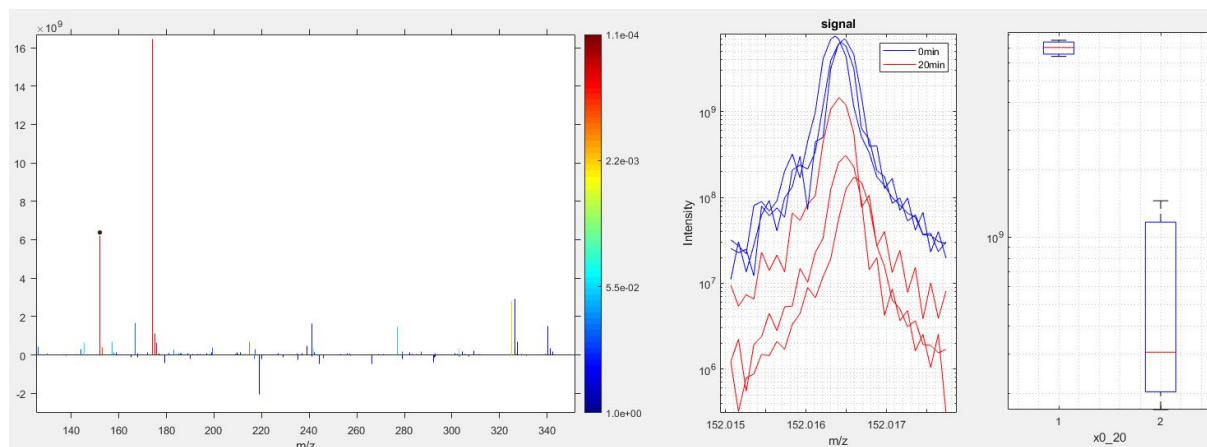 ×10⁹
16
14
12
10
8
6
4
2
0
-2
140 160 180 200 220 240 260 280 300 320 340
m/z
1.1e-04
2.2e-03
5.5e-02
1.0e+00
signal
0min
20min
Intensity
10⁹
10⁸
10⁷
10⁶
152.015 152.016 152.017
m/z
10⁹
1 2
x0_20